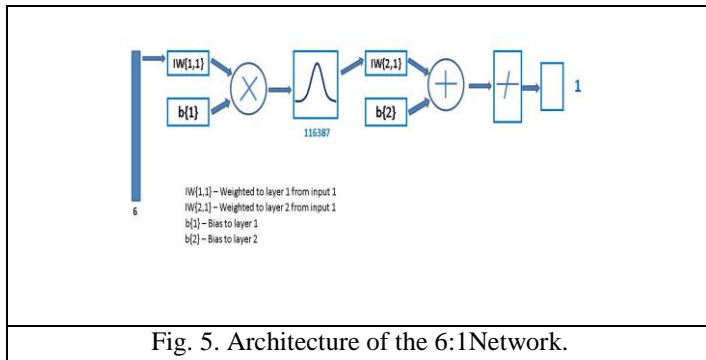 IW{1,1}
b{1}
116387
IW{2,1}
b{2}
1
6
IW{1,1} – Weighted to layer 1 from input 1
IW{2,1} – Weighted to layer 2 from input 1
b{1} – Bias to layer 1
b{2} – Bias to layer 2
Fig. 5. Architecture of the 6:1Network.